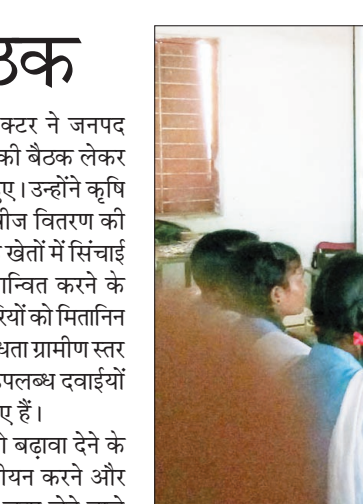 ठक
क्टर ने जनपद
की बैठक लेकर
ए। उन्होंने कृषि
बीज वितरण की
खेतों में सिंचाई
न्वित करने के
रियों को मितानिन
धता ग्रामीण स्तर
पलब्ध दवाईयों
ए हैं।
बढ़ावा देने के
ीयन करने और